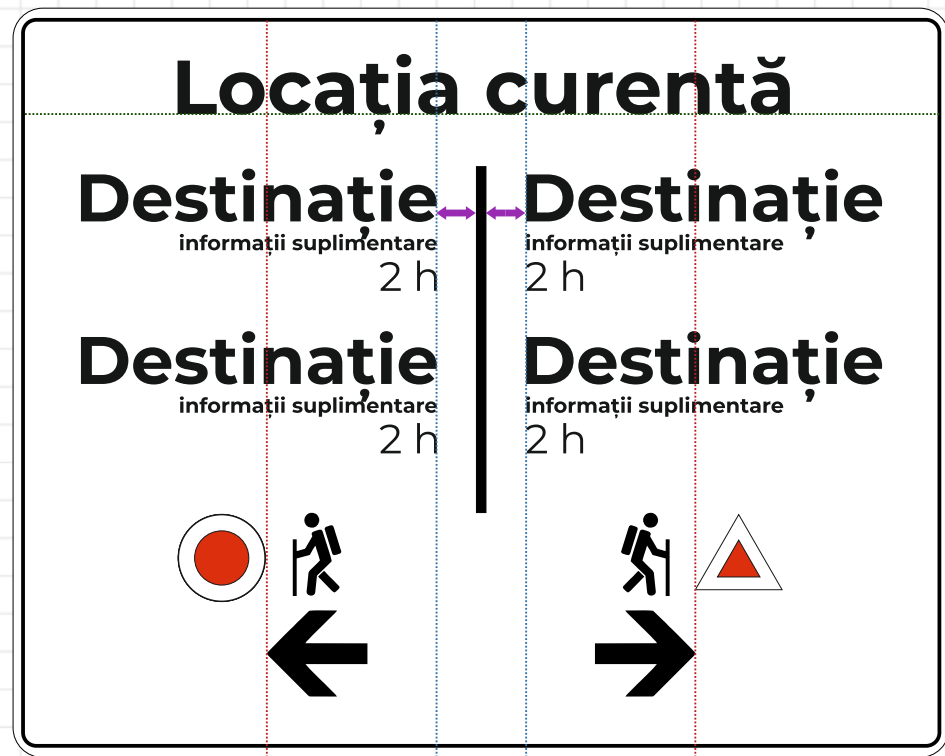 Locația curentă
Destinație
informații suplimentare
2 h
Destinație
informații suplimentare
2 h
Destinație
informații suplimentare
2 h
Destinație
informații suplimentare
2 h